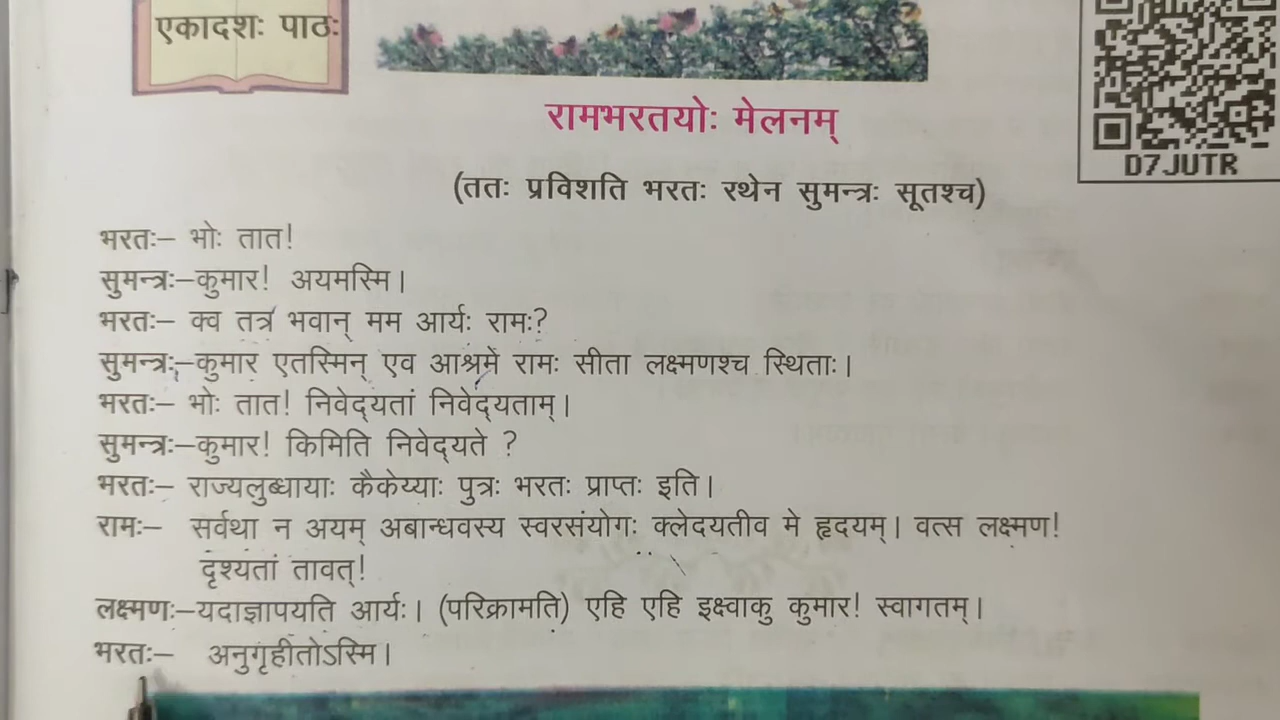 एकादशः पाठः
D7JUTR
रामभरतयोः मेलनम्
(ततः प्रविशति भरतः रथेन सुमन्त्रः सूतश्च)
भरतः– भोः तात!
सुमन्त्रः–कुमार! अयमस्मि।
भरतः– क्व तत्र भवान् मम आर्यः रामः?
सुमन्त्रः–कुमार एतस्मिन् एव आश्रमे रामः सीता लक्ष्मणश्च स्थिताः।
भरतः– भोः तात! निवेद्यतां निवेद्यताम्।
सुमन्त्रः–कुमार! किमिति निवेद्यते ?
भरतः– राज्यलुब्धायाः कैकेय्याः पुत्रः भरतः प्राप्तः इति।
रामः– सर्वथा न अयम् अबान्धवस्य स्वरसंयोगः क्लेदयतीव मे हृदयम्। वत्स लक्ष्मण!
दृश्यतां तावत्!
लक्ष्मणः–यदाज्ञापयति आर्यः। (परिक्रामति) एहि एहि इक्ष्वाकु कुमार! स्वागतम्।
भरतः– अनुगृहीतोऽस्मि।